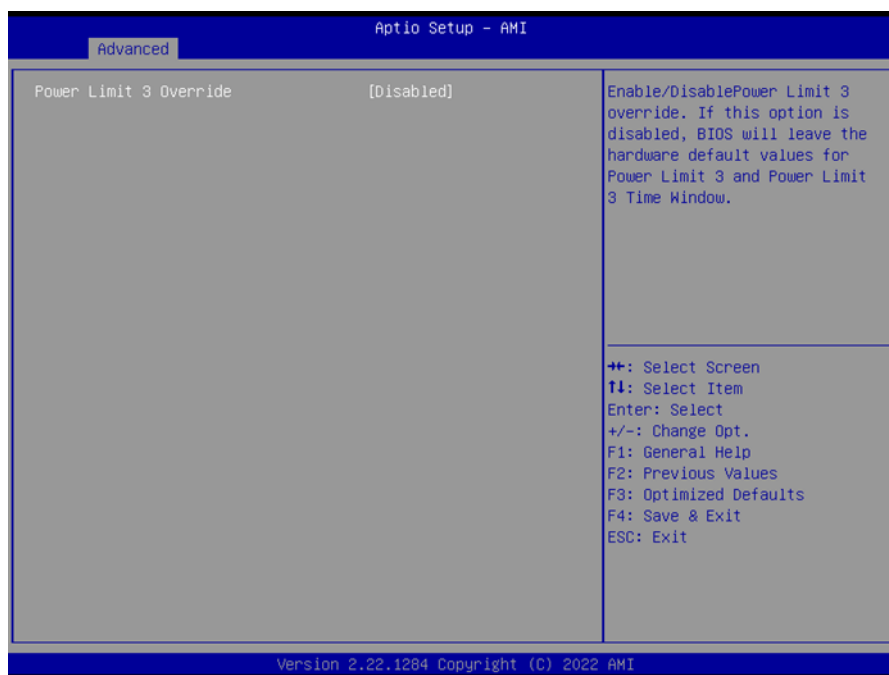 Aptio Setup - AMI
Advanced
Power Limit 3 Override [Disabled]
Enable/DisablePower Limit 3
override. If this option is
disabled, BIOS will leave the
hardware default values for
Power Limit 3 and Power Limit
3 Time Window.
→←: Select Screen
↑↓: Select Item
Enter: Select
+/-: Change Opt.
F1: General Help
F2: Previous Values
F3: Optimized Defaults
F4: Save & Exit
ESC: Exit
Version 2.22.1284 Copyright (C) 2022 AMI